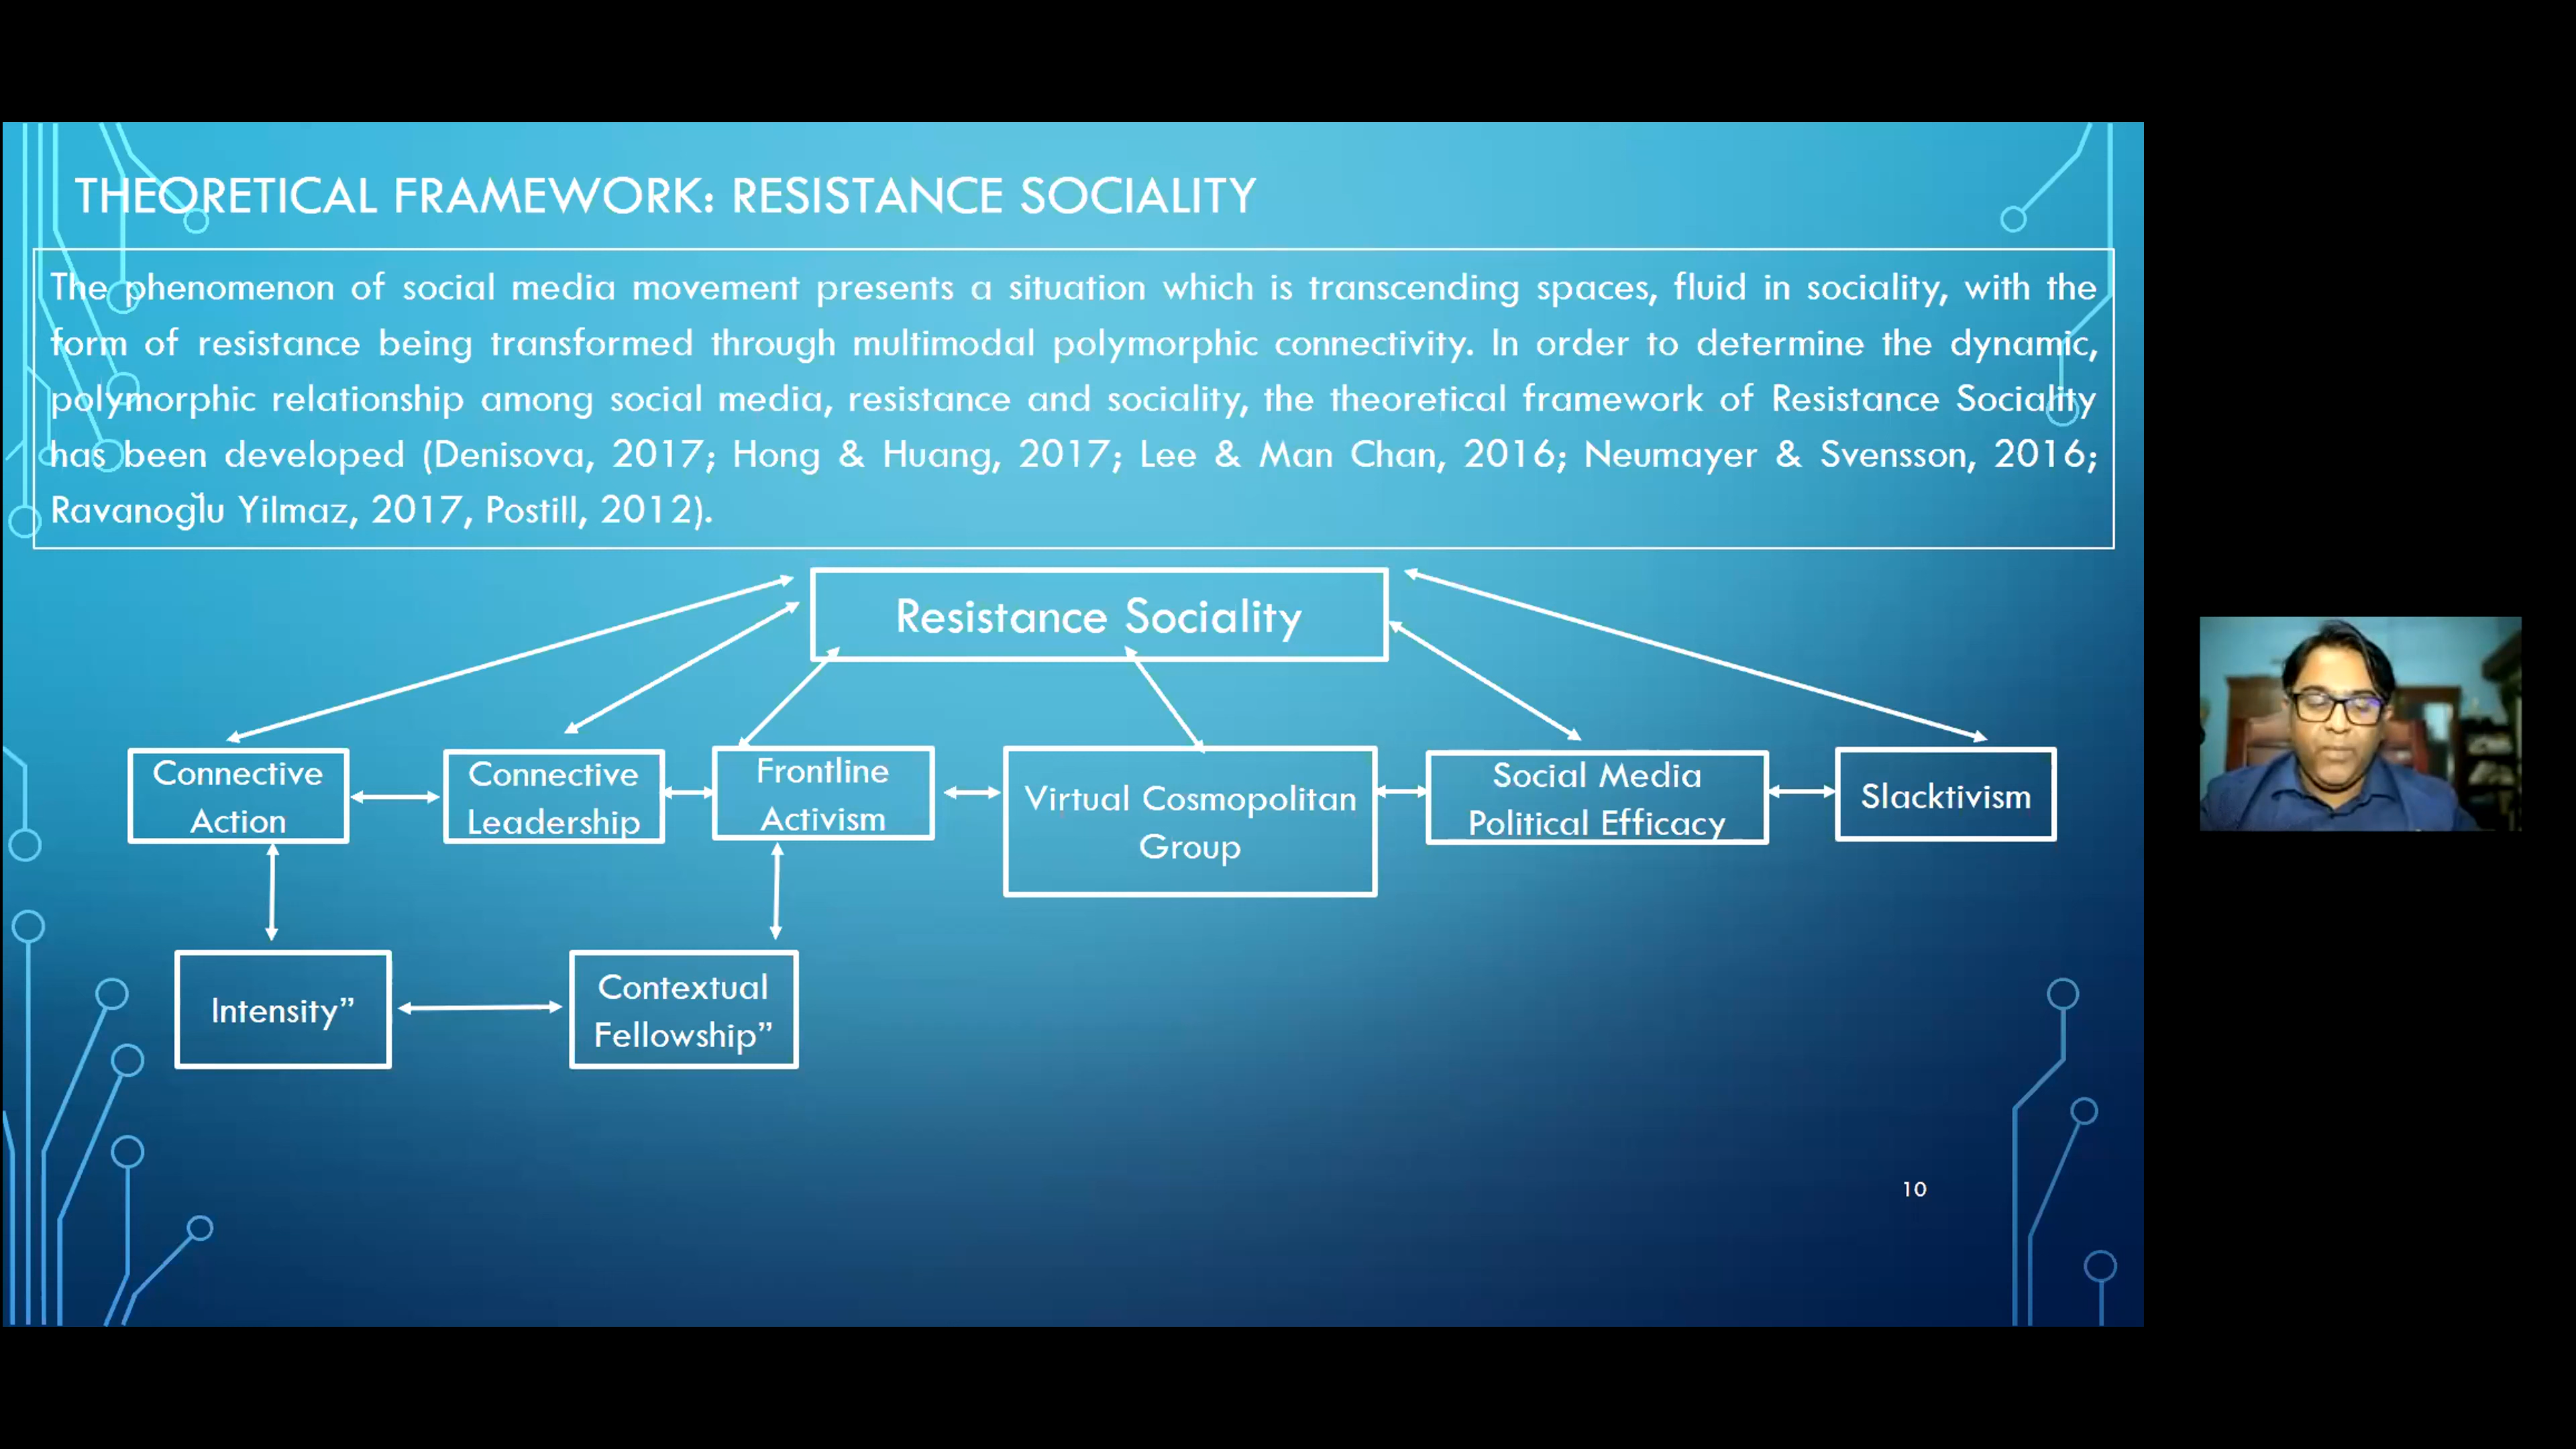 THEORETICAL FRAMEWORK: RESISTANCE SOCIALITY
The phenomenon of social media movement presents a situation which is transcending spaces, fluid in sociality, with the
form of resistance being transformed through multimodal polymorphic connectivity. In order to determine the dynamic,
polymorphic relationship among social media, resistance and sociality, the theoretical framework of Resistance Sociality
has been developed (Denisova, 2017; Hong & Huang, 2017; Lee & Man Chan, 2016; Neumayer & Svensson, 2016;
Ravanoğlu Yilmaz, 2017, Postill, 2012).
Resistance Sociality
Connective
Action
Connective
Leadership
Frontline
Activism
Virtual Cosmopolitan
Group
Social Media
Political Efficacy
Slacktivism
Intensity”
Contextual
Fellowship”
10